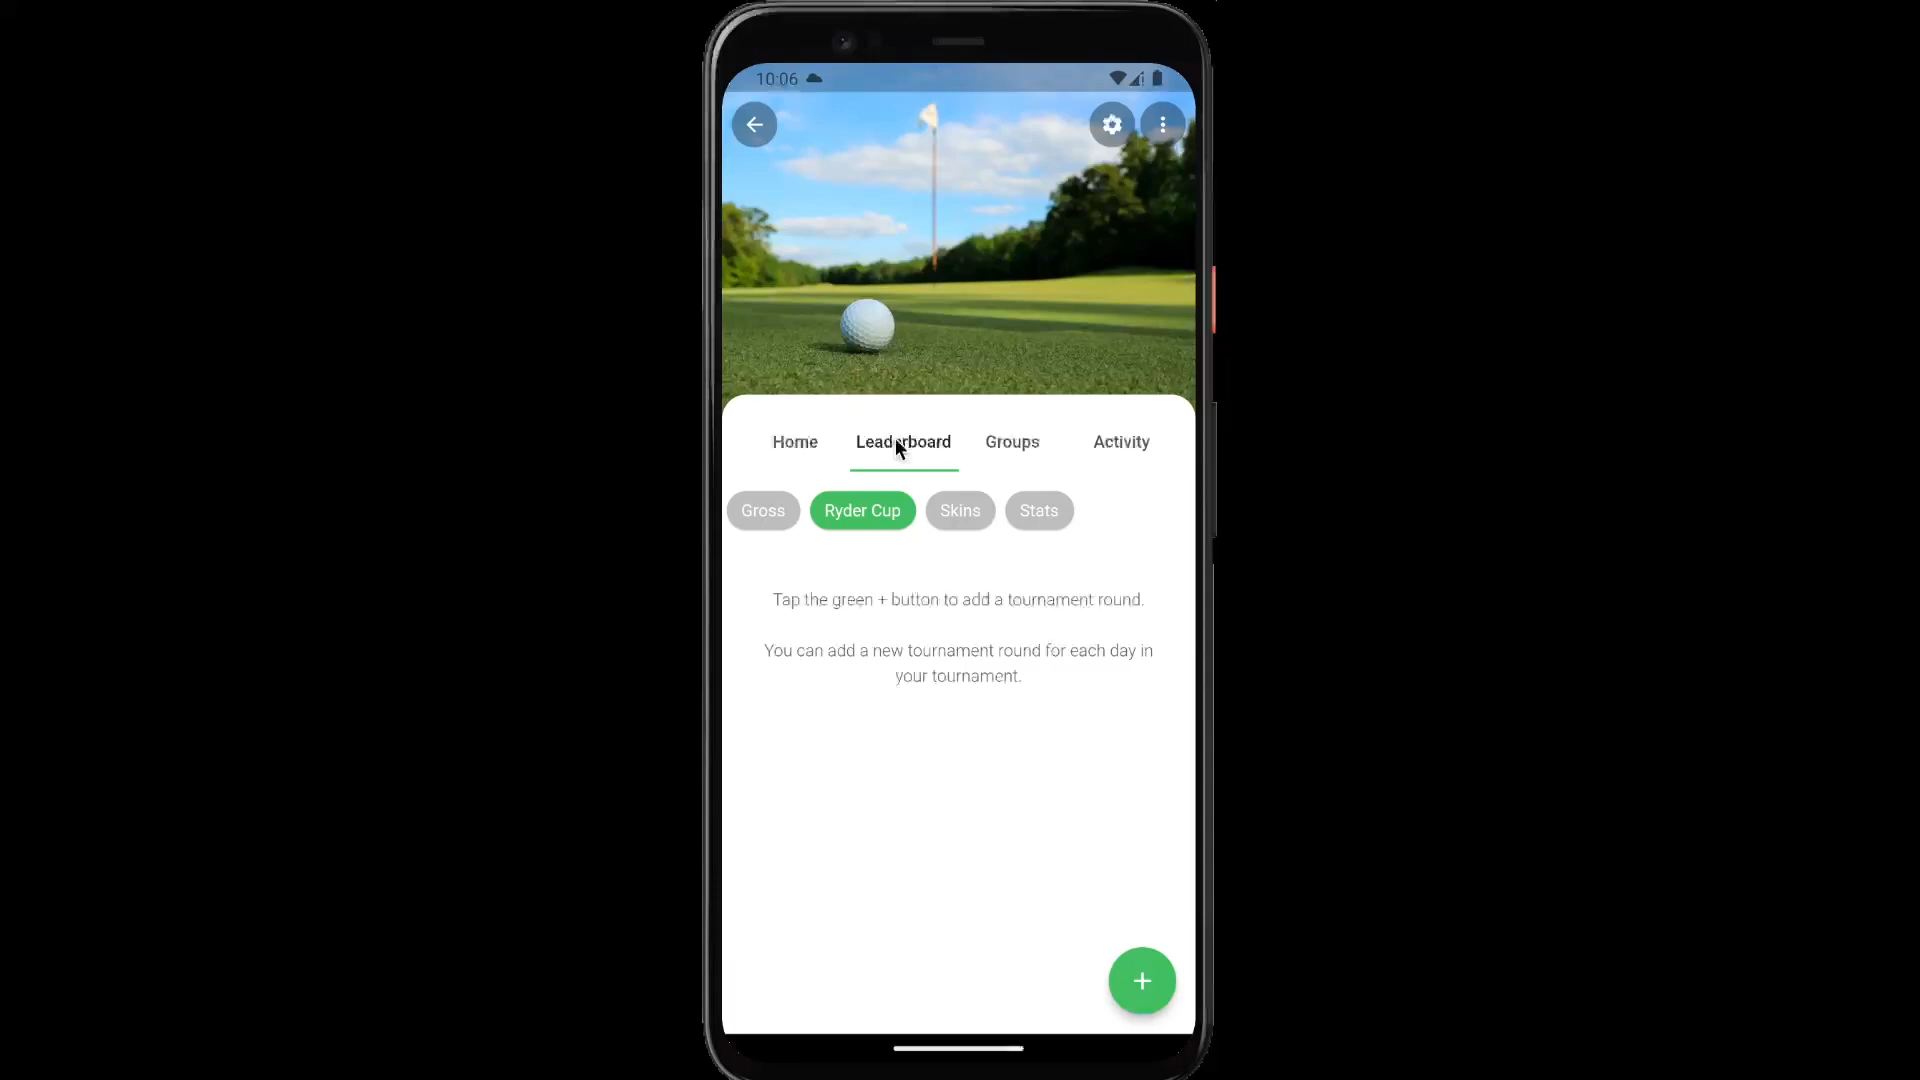 10:06
Home Leaderboard Groups Activity
Gross Ryder Cup Skins Stats
Tap the green + button to add a tournament round.
You can add a new tournament round for each day in
your tournament.
+